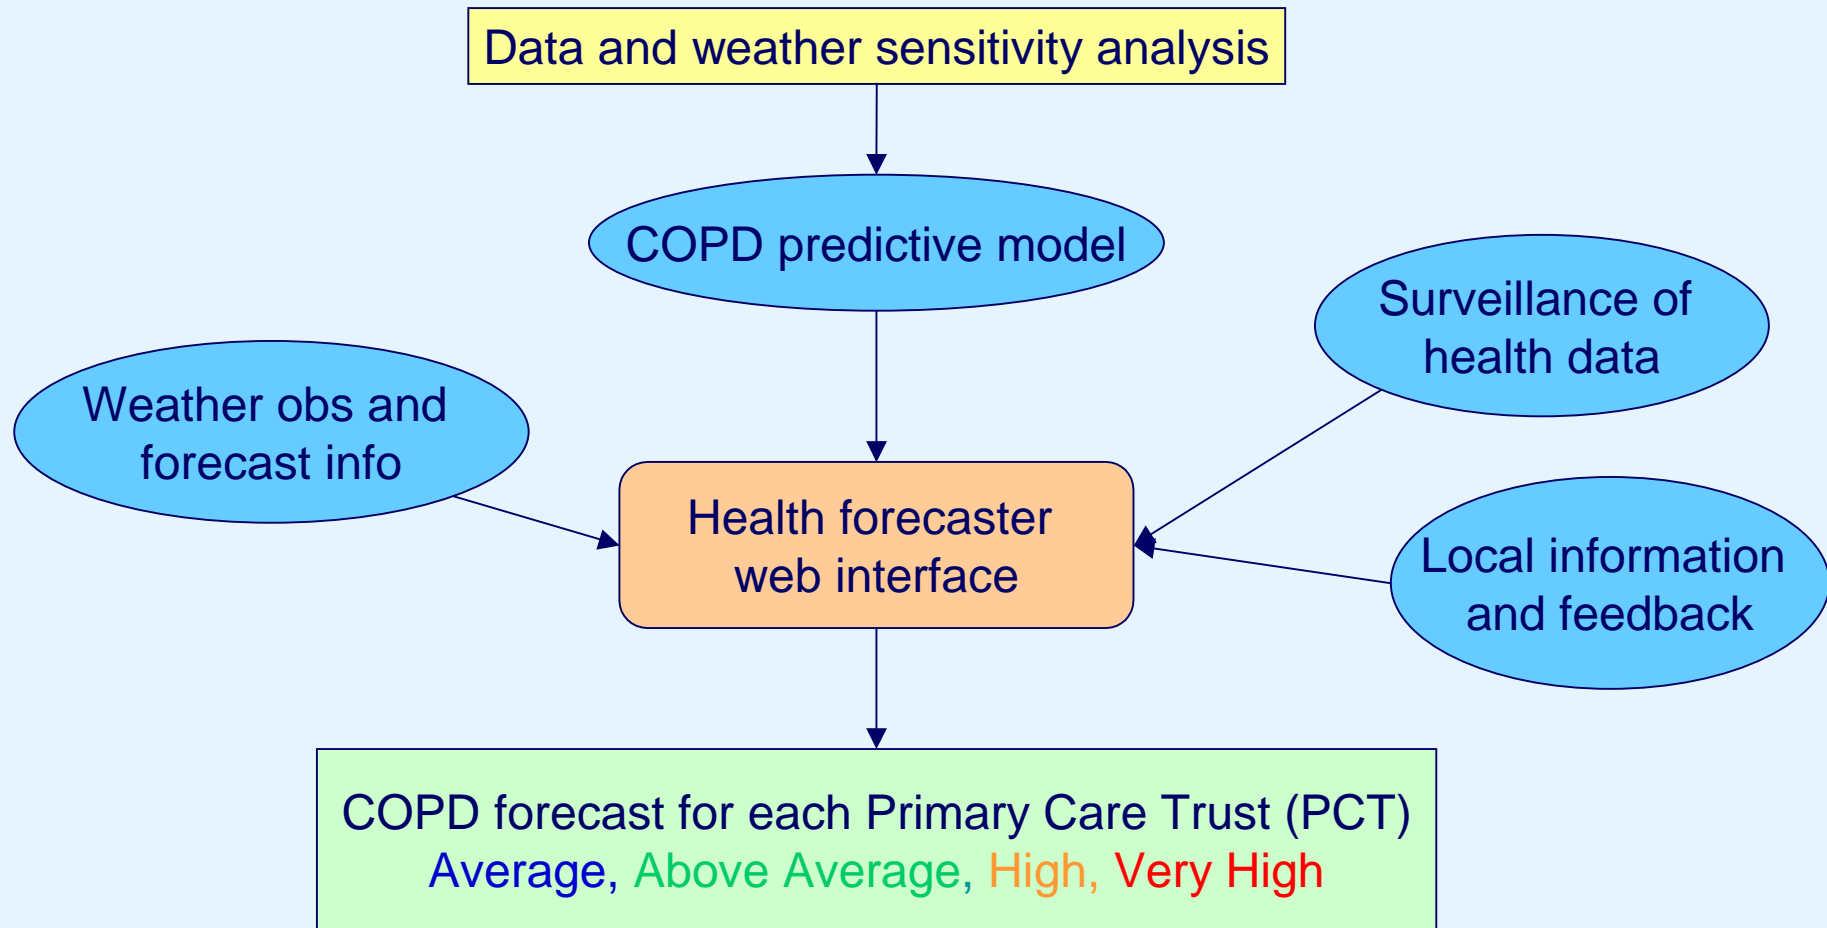 Data and weather sensitivity analysis
COPD predictive model
Surveillance of
health data
Weather obs and
forecast info
Health forecaster
web interface
Local information
and feedback
COPD forecast for each Primary Care Trust (PCT)
Average, Above Average, High, Very High